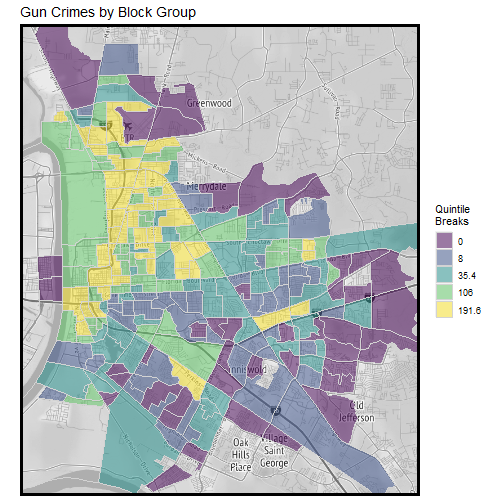 Gun Crimes by Block Group
Greenwood
BTR
Merrydale
Inniswold
Old
Jefferson
Oak
Hills
Place
Village
Saint
George
Quintile
Breaks
0
8
35.4
106
191.6